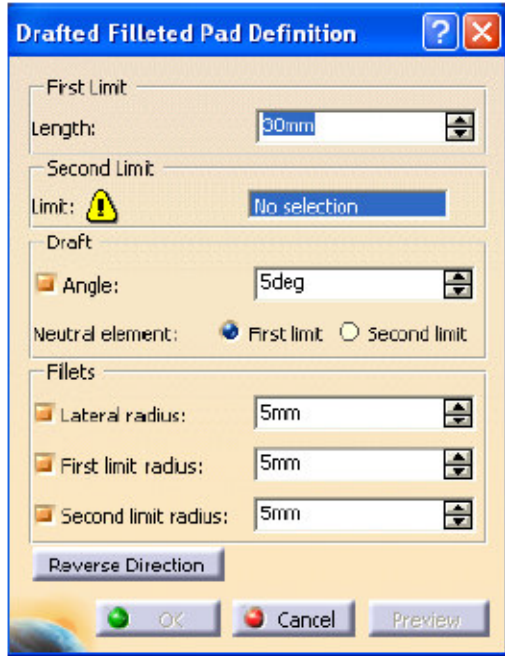 Drafted Filleted Pad Definition
First Limit
Length: 30mm
Second Limit
Limit: No selection
Draft
Angle: 5deg
Neutral element: First limit Second limit
Fillets
Lateral radius: 5mm
First limit radius: 5mm
Second limit radius: 5mm
Reverse Direction
OK Cancel Preview